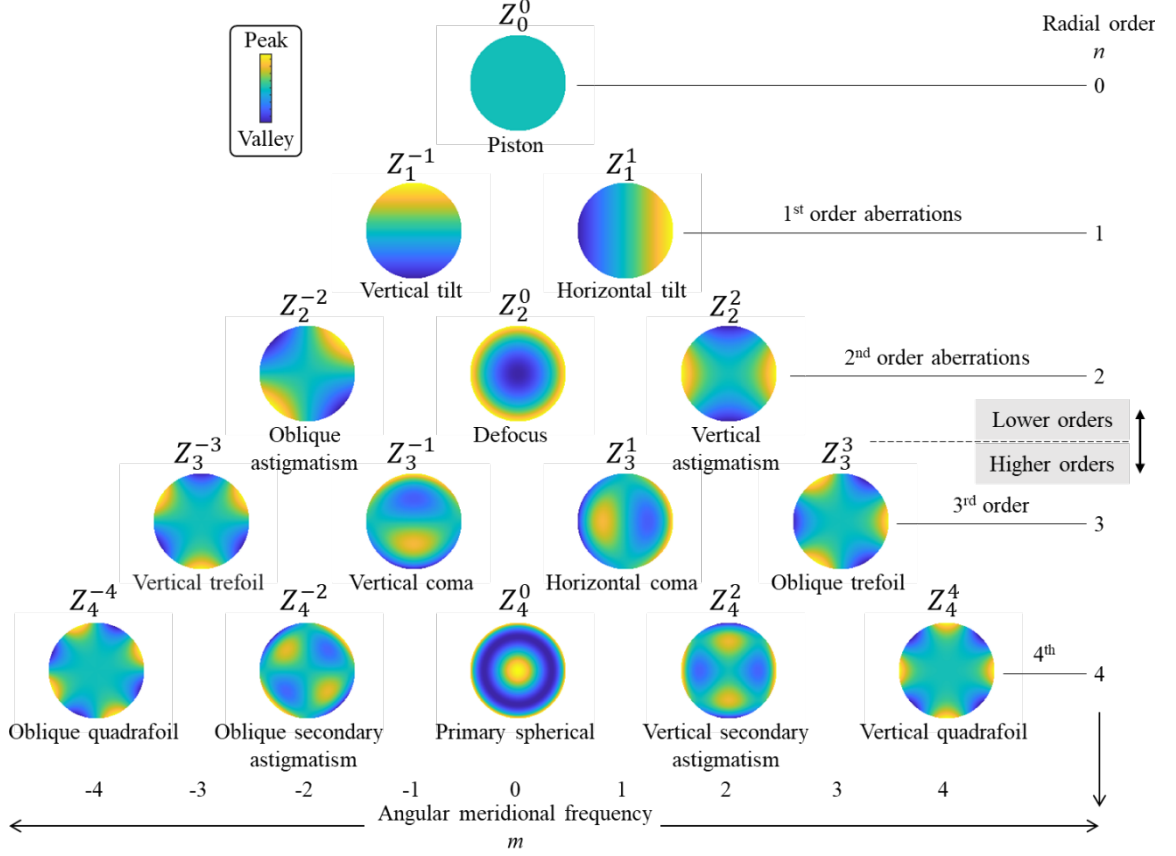 Z_0^0
Radial order
n
Peak
Valley
0
Piston
Z_1^{-1} Z_1^1
1st order aberrations
1
Vertical tilt Horizontal tilt
Z_2^{-2} Z_2^0 Z_2^2
2nd order aberrations
2
Oblique astigmatism
Defocus
Vertical astigmatism
Lower orders
Higher orders
Z_3^{-3} Z_3^{-1} Z_3^1 Z_3^3
3rd order
3
Vertical trefoil Vertical coma Horizontal coma Oblique trefoil
Z_4^{-4} Z_4^{-2} Z_4^0 Z_4^2 Z_4^4
4th
4
Oblique quadrafoil
Oblique secondary astigmatism
Primary spherical
Vertical secondary astigmatism
Vertical quadrafoil
-4 -3 -2 -1 0 1 2 3 4
Angular meridional frequency
m